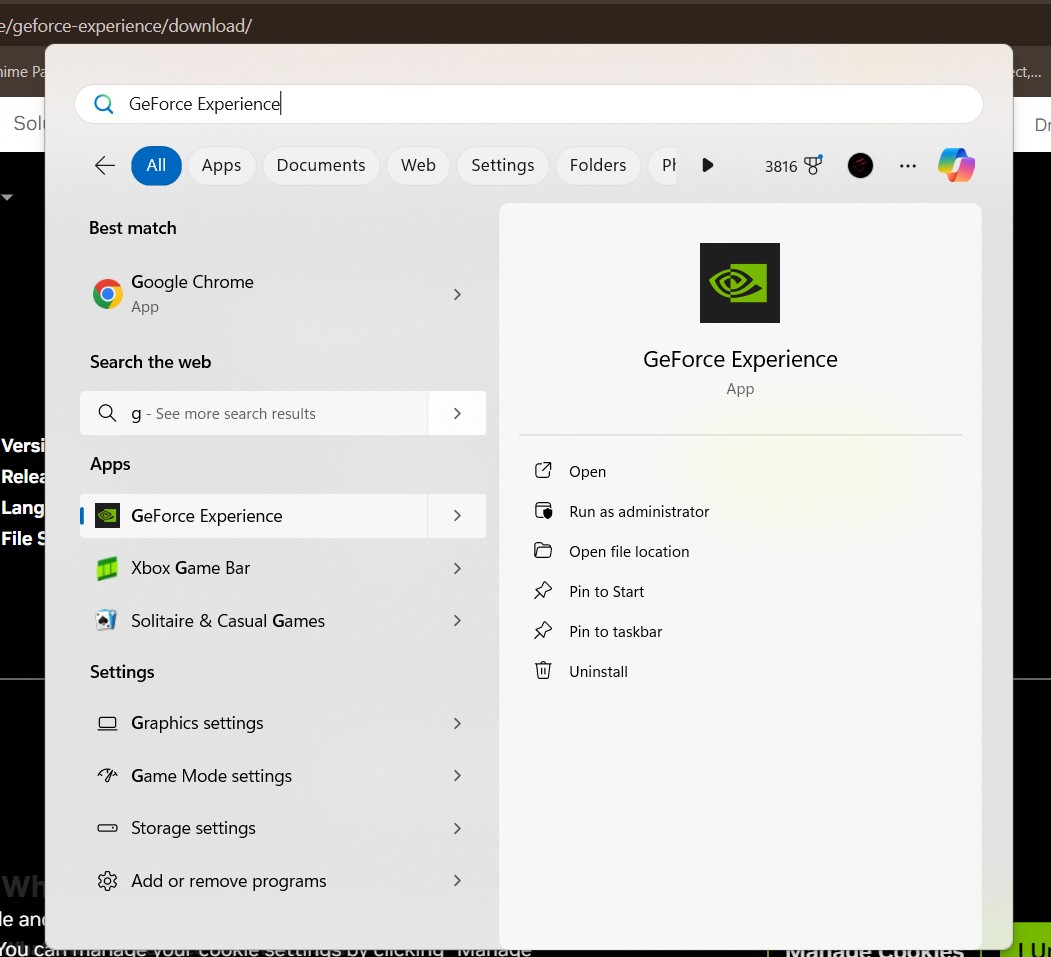 e/geforce-experience/download/
nime Pa
ect,...
GeForce Experience
Solu
Dr
All
Apps
Documents
Web
Settings
Folders
Ph
3816
Best match
Google Chrome
App
Search the web
g - See more search results
Apps
GeForce Experience
Xbox Game Bar
Solitaire & Casual Games
Settings
Graphics settings
Game Mode settings
Storage settings
Add or remove programs
GeForce Experience
App
Open
Run as administrator
Open file location
Pin to Start
Pin to taskbar
Uninstall
Versi
Relea
Lang
File S
Wh
le and
You can manage your cookie settings by clicking "Manage
Manage Cookies
I Un